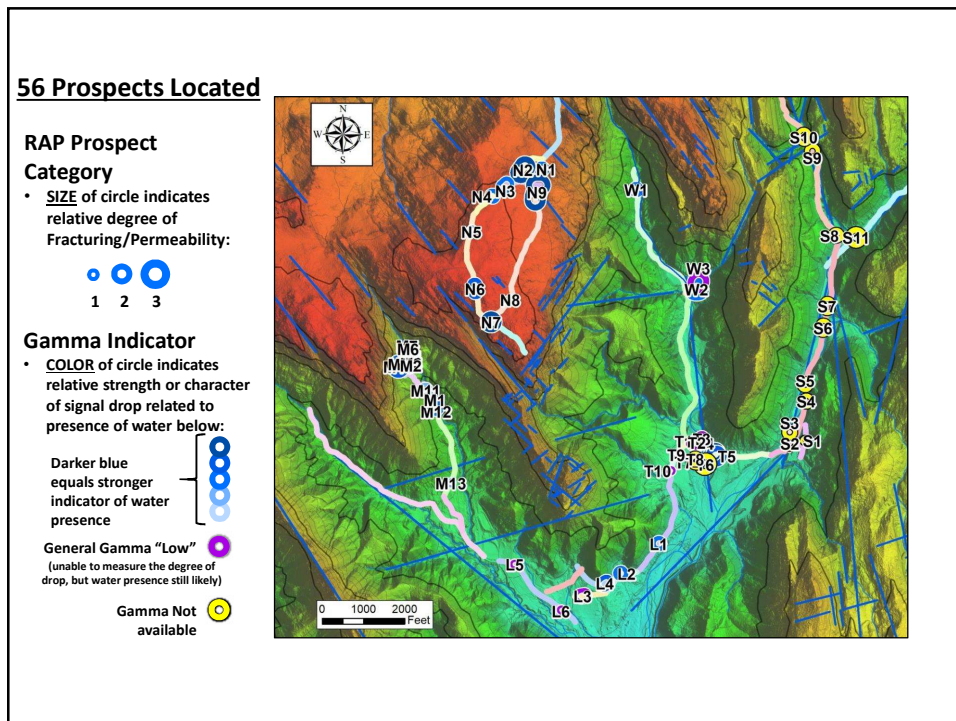 56 Prospects Located
RAP Prospect
Category
• SIZE of circle indicates
relative degree of
Fracturing/Permeability:
1 2 3
Gamma Indicator
• COLOR of circle indicates
relative strength or character
of signal drop related to
presence of water below:
Darker blue
equals stronger
indicator of water
presence
General Gamma “Low”
(unable to measure the degree of
drop, but water presence still likely)
Gamma Not
available
N
W E
S
S10
S9
N2 N1
N3
N4
N9
W1
N5
S8 S11
W3
W2
N6
N8
N7
S7
S6
M6
M2
M11
M1
M12
S5
S4
S3
S2 S1
T9 T8 T5
T10
M13
L1
L5
L2
L4
L3
L6
0 1000 2000
Feet